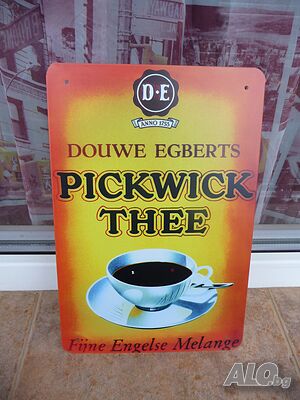 D·E
ANNO 1753
DOUWE EGBERTS
PICKWICK
THEE
Fijne Engelse Melange
ALO.bg